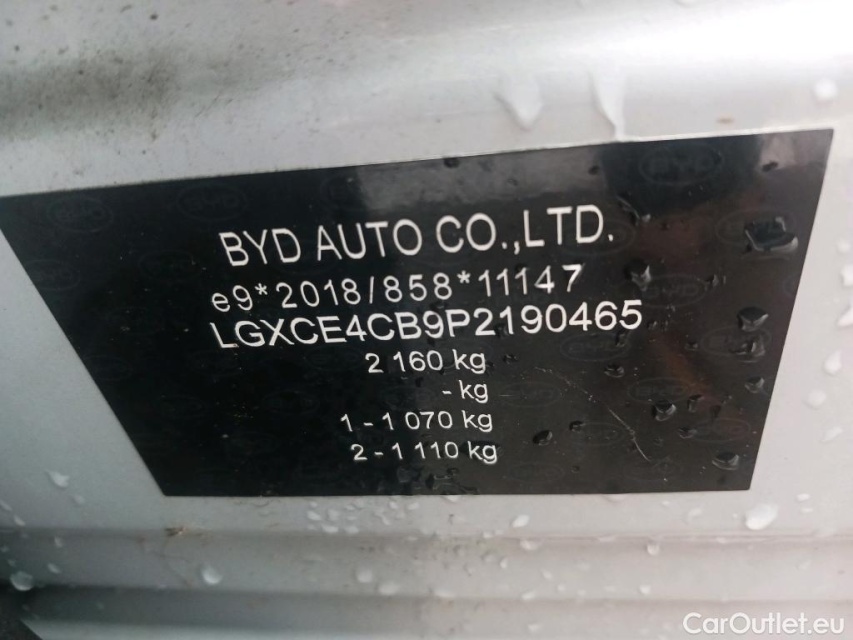 BYD AUTO CO.,LTD.
e9*2018/858*11147
LGXCE4CB9P2190465
2 160 kg
- kg
1 - 1 070 kg
2 - 1 110 kg
CarOutlet.eu